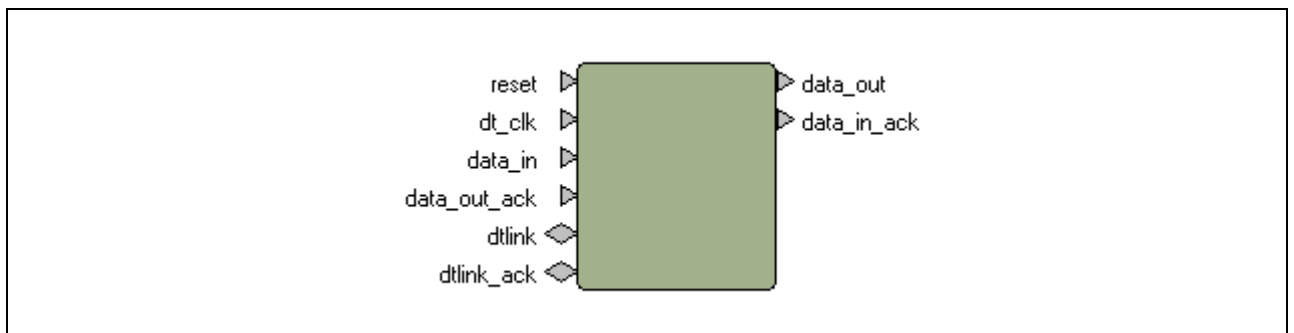 reset
data_out
dt_clk
data_in_ack
data_in
data_out_ack
dtlink
dtlink_ack